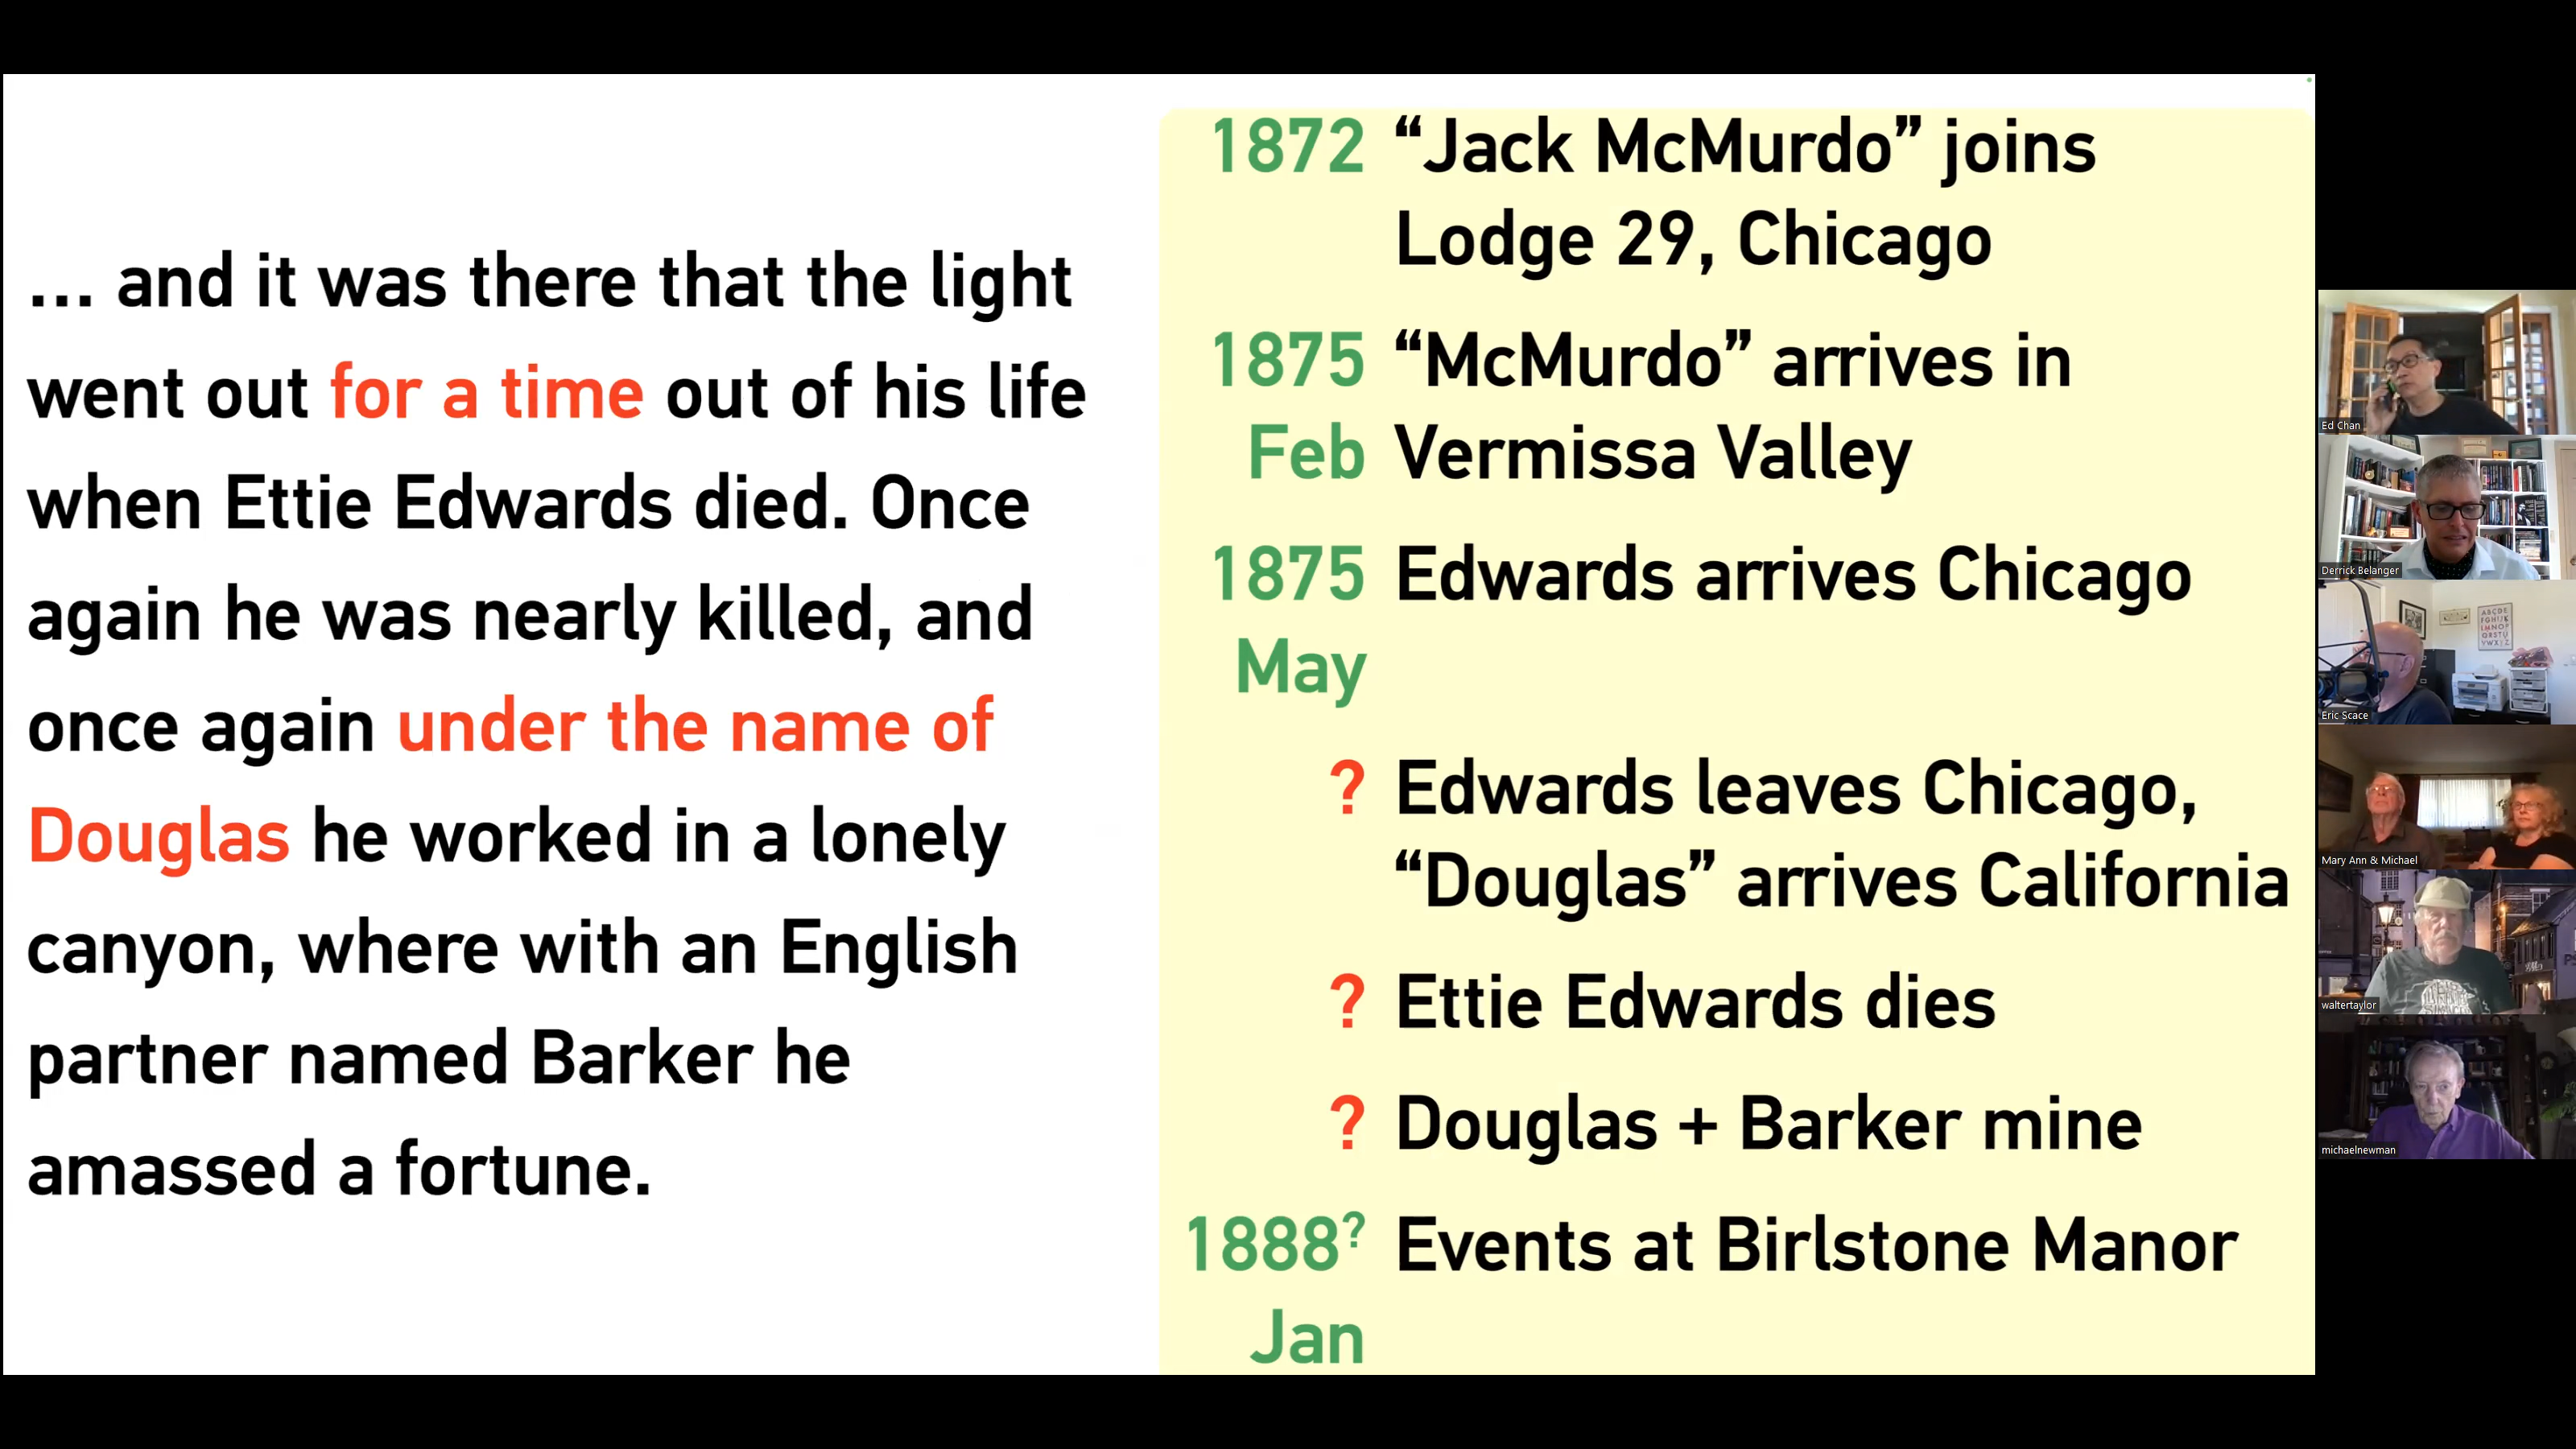 … and it was there that the light
went out for a time out of his life
when Ettie Edwards died. Once
again he was nearly killed, and
once again under the name of
Douglas he worked in a lonely
canyon, where with an English
partner named Barker he
amassed a fortune.
1872 “Jack McMurdo” joins
Lodge 29, Chicago
1875 “McMurdo” arrives in
Feb Vermissa Valley
1875 Edwards arrives Chicago
May
? Edwards leaves Chicago,
“Douglas” arrives California
? Ettie Edwards dies
? Douglas + Barker mine
1888? Events at Birlstone Manor
Jan
Ed Chan
Derrick Belanger
Eric Scace
Mary Ann & Michael
waltertaylor
michaelnewman